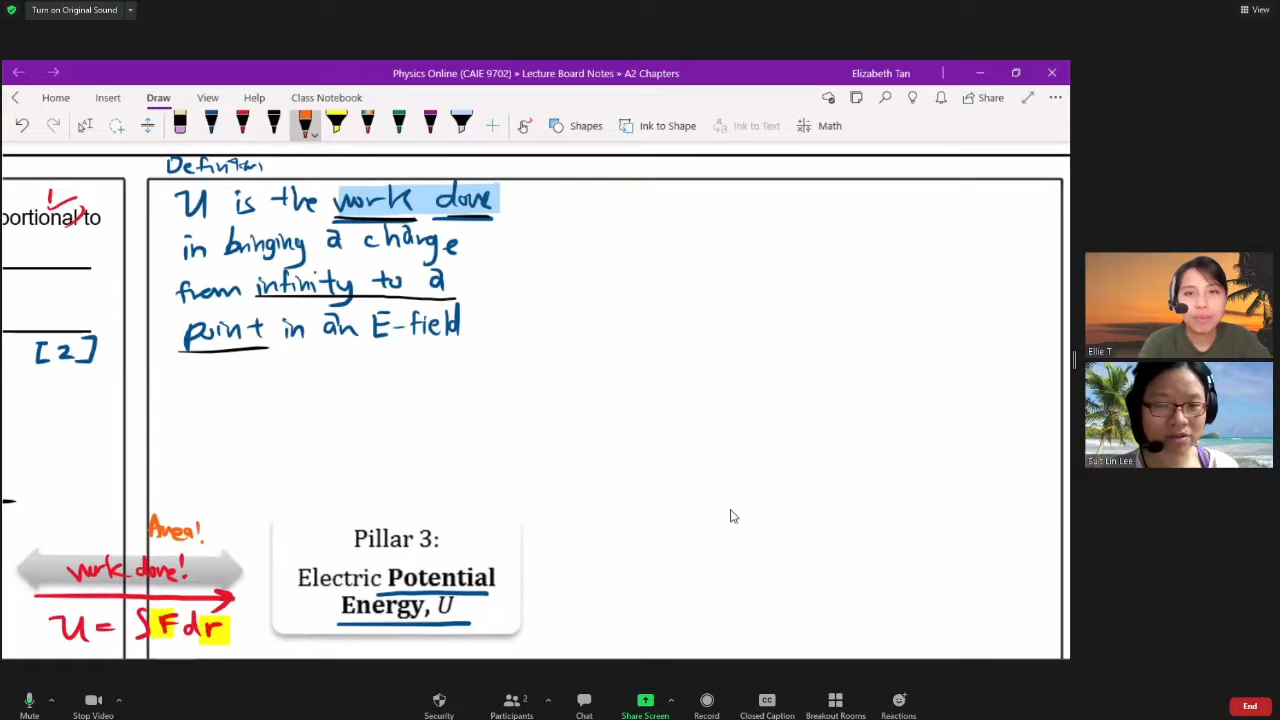 Turn on Original Sound
View
Physics Online (CAIE 9702) » Lecture Board Notes » A2 Chapters
Elizabeth Tan
Home Insert Draw View Help Class Notebook
Share
Shapes Ink to Shape Ink to Text Math
Definition
U is the work done
in bringing a charge
from infinity to a
point in an E-field
portional to
[2]
Area!
work done!
U = ∫F dr
Pillar 3:
Electric Potential
Energy, U
Ellie T
Suit Lin Lee
Mute Stop Video Security Participants 2 Chat Share Screen Record Closed Caption Breakout Rooms Reactions End